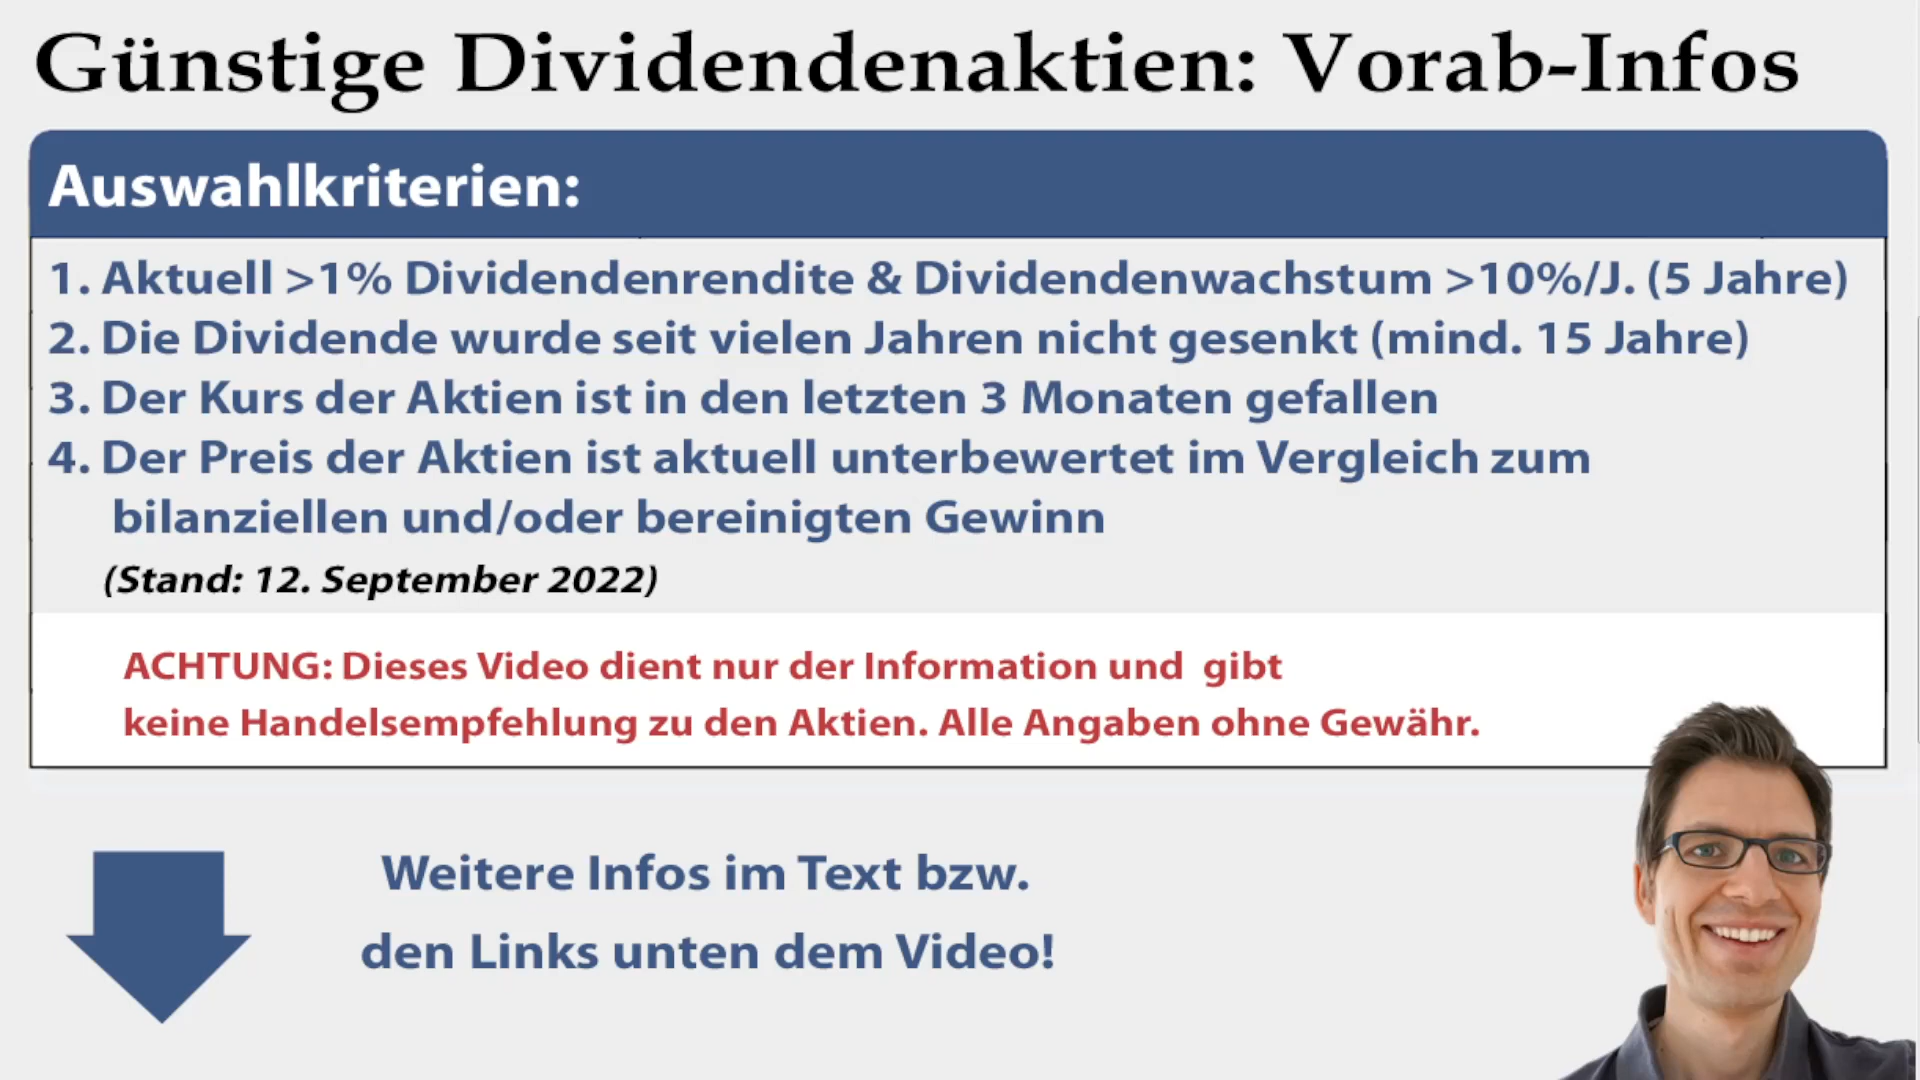 Günstige Dividendenaktien: Vorab-Infos
Auswahlkriterien:
1. Aktuell >1% Dividendenrendite & Dividendenwachstum >10%/J. (5 Jahre)
2. Die Dividende wurde seit vielen Jahren nicht gesenkt (mind. 15 Jahre)
3. Der Kurs der Aktien ist in den letzten 3 Monaten gefallen
4. Der Preis der Aktien ist aktuell unterbewertet im Vergleich zum
bilanziellen und/oder bereinigten Gewinn
(Stand: 12. September 2022)
ACHTUNG: Dieses Video dient nur der Information und gibt
keine Handelsempfehlung zu den Aktien. Alle Angaben ohne Gewähr.
Weitere Infos im Text bzw.
den Links unten dem Video!